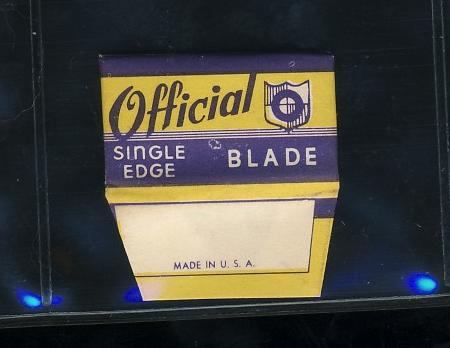 Official
SINGLE EDGE BLADE
MADE IN U. S. A.